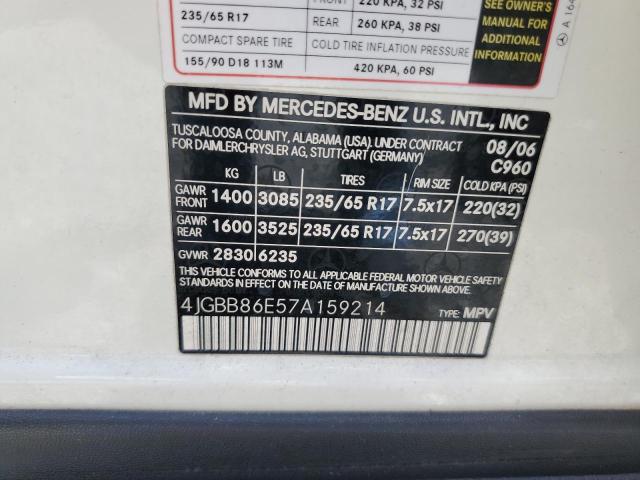 220 KPA, 32 PSI
235/65 R17 REAR 260 KPA, 38 PSI
COMPACT SPARE TIRE COLD TIRE INFLATION PRESSURE
155/90 D18 113M 420 KPA, 60 PSI
SEE OWNER'S
MANUAL FOR
ADDITIONAL
INFORMATION
MFD BY MERCEDES-BENZ U.S. INTL., INC
TUSCALOOSA COUNTY, ALABAMA (USA). UNDER CONTRACT 08/06
FOR DAIMLERCHRYSLER AG, STUTTGART (GERMANY) C960
KG LB TIRES RIM SIZE COLD KPA (PSI)
GAWR FRONT 1400 3085 235/65 R17 7.5x17 220(32)
GAWR REAR 1600 3525 235/65 R17 7.5x17 270(39)
GVWR 2830 6235
THIS VEHICLE CONFORMS TO ALL APPLICABLE FEDERAL MOTOR VEHICLE SAFETY
STANDARDS IN EFFECT ON THE DATE OF MANUFACTURE SHOWN ABOVE
4JGBB86E57A159214 TYPE: MPV